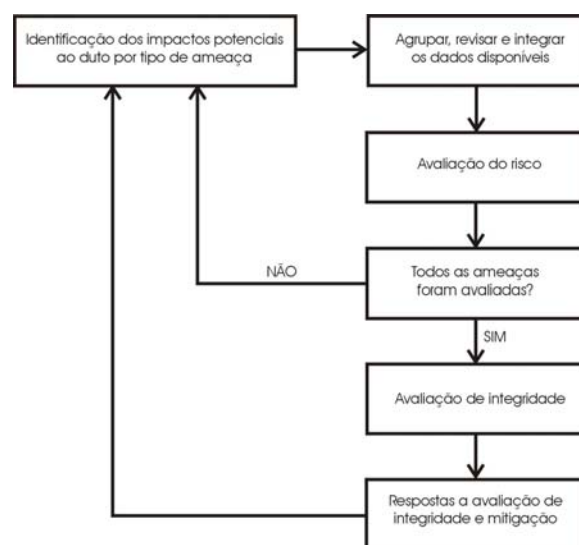 Identificação dos impactos potenciais
ao duto por tipo de ameaça
Agrupar, revisar e integrar
os dados disponíveis
Avaliação do risco
Todos as ameaças
foram avaliadas?
NÃO
SIM
Avaliação de integridade
Respostas a avaliação de
integridade e mitigação